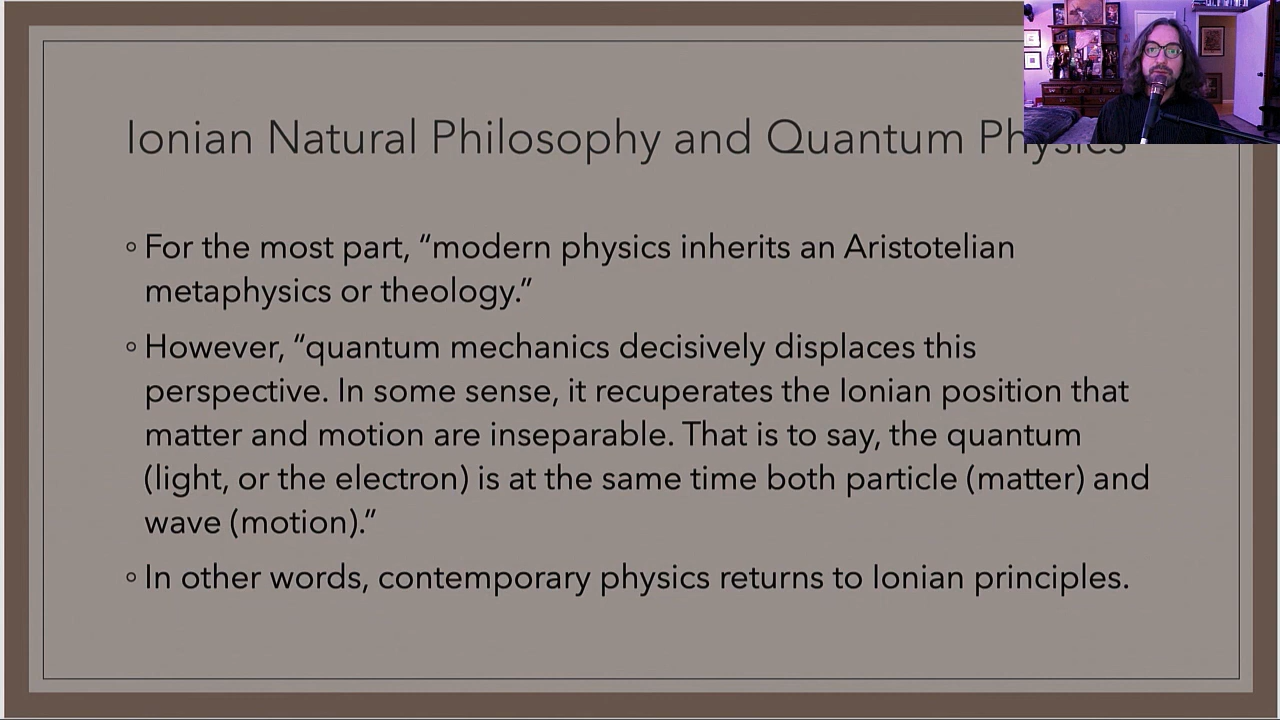 Ionian Natural Philosophy and Quantum Physics
◦ For the most part, “modern physics inherits an Aristotelian
metaphysics or theology.”
◦ However, “quantum mechanics decisively displaces this
perspective. In some sense, it recuperates the Ionian position that
matter and motion are inseparable. That is to say, the quantum
(light, or the electron) is at the same time both particle (matter) and
wave (motion).”
◦ In other words, contemporary physics returns to Ionian principles.